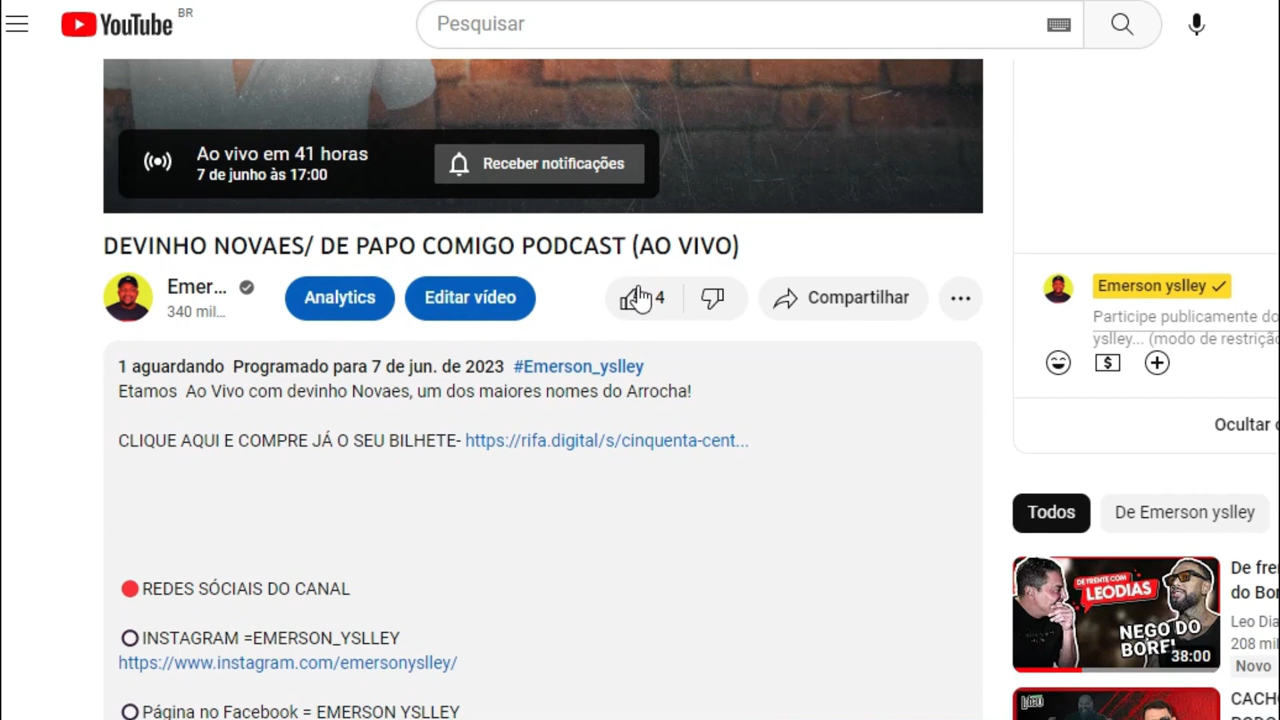 YouTube BR
Pesquisar
Ao vivo em 41 horas
7 de junho às 17:00
Receber notificações
DEVINHO NOVAES/ DE PAPO COMIGO PODCAST (AO VIVO)
Emer...
340 mil...
Analytics
Editar vídeo
4
Compartilhar
1 aguardando Programado para 7 de jun. de 2023 #Emerson_yslley
Etamos Ao Vivo com devinho Novaes, um dos maiores nomes do Arrocha!
CLIQUE AQUI E COMPRE JÁ O SEU BILHETE- https://rifa.digital/s/cinquenta-cent...
REDES SÓCIAIS DO CANAL
INSTAGRAM =EMERSON_YSLLEY
https://www.instagram.com/emersonyslley/
Página no Facebook = EMERSON YSLLEY
Emerson yslley
Participe publicamente do
yslley... (modo de restriçã
Ocultar
Todos
De Emerson yslley
DE FRENTE COM
LEODIAS
NEGO DO
BOREL
38:00
De fre
do Bor
Leo Dia
208 mil
Novo
CACH